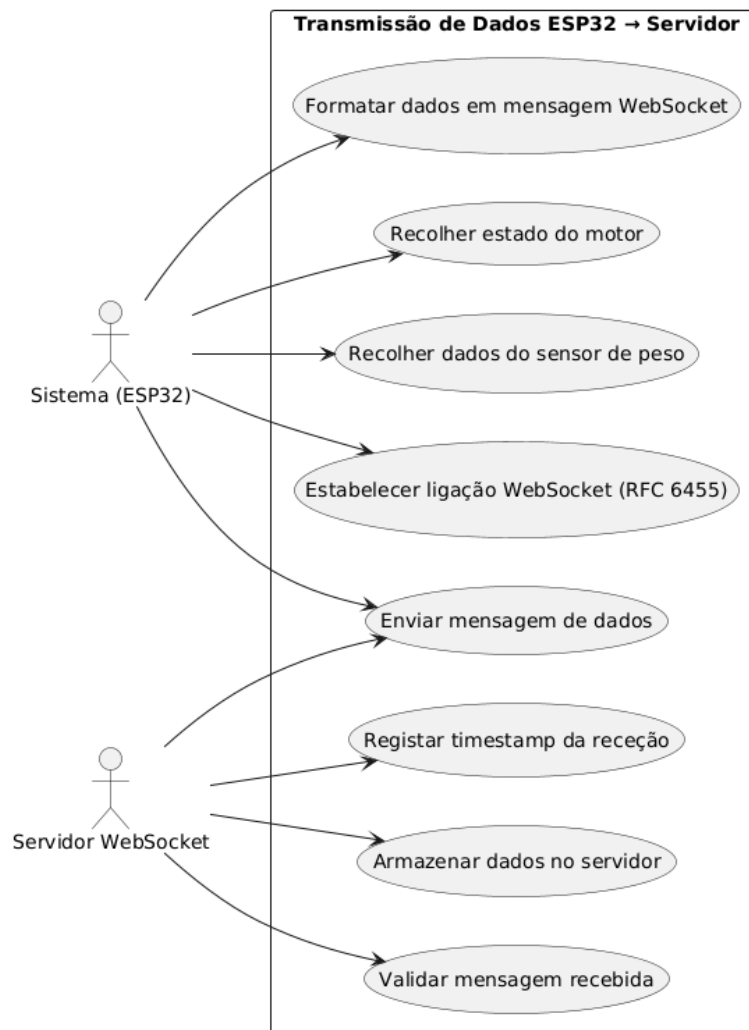 Transmissão de Dados ESP32 → Servidor
Formatar dados em mensagem WebSocket
Recolher estado do motor
Recolher dados do sensor de peso
Sistema (ESP32)
Estabelecer ligação WebSocket (RFC 6455)
Enviar mensagem de dados
Registar timestamp da receção
Servidor WebSocket
Armazenar dados no servidor
Validar mensagem recebida